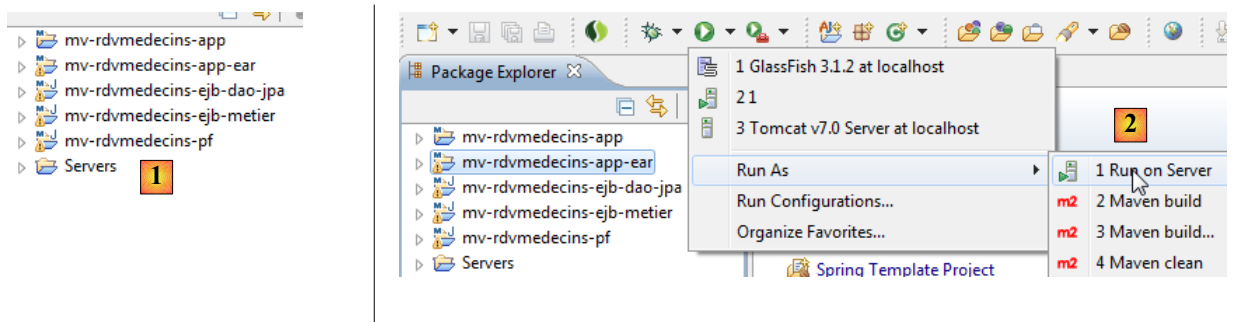 mv-rdvmedecins-app
mv-rdvmedecins-app-ear
mv-rdvmedecins-ejb-dao-jpa
mv-rdvmedecins-ejb-metier
mv-rdvmedecins-pf
Servers
1
Package Explorer
mv-rdvmedecins-app
mv-rdvmedecins-app-ear
mv-rdvmedecins-ejb-dao-jpa
mv-rdvmedecins-ejb-metier
mv-rdvmedecins-pf
Servers
1 GlassFish 3.1.2 at localhost
2 1
3 Tomcat v7.0 Server at localhost
Run As
Run Configurations...
Organize Favorites...
Spring Template Project
2
1 Run on Server
m2 2 Maven build
m2 3 Maven build...
m2 4 Maven clean